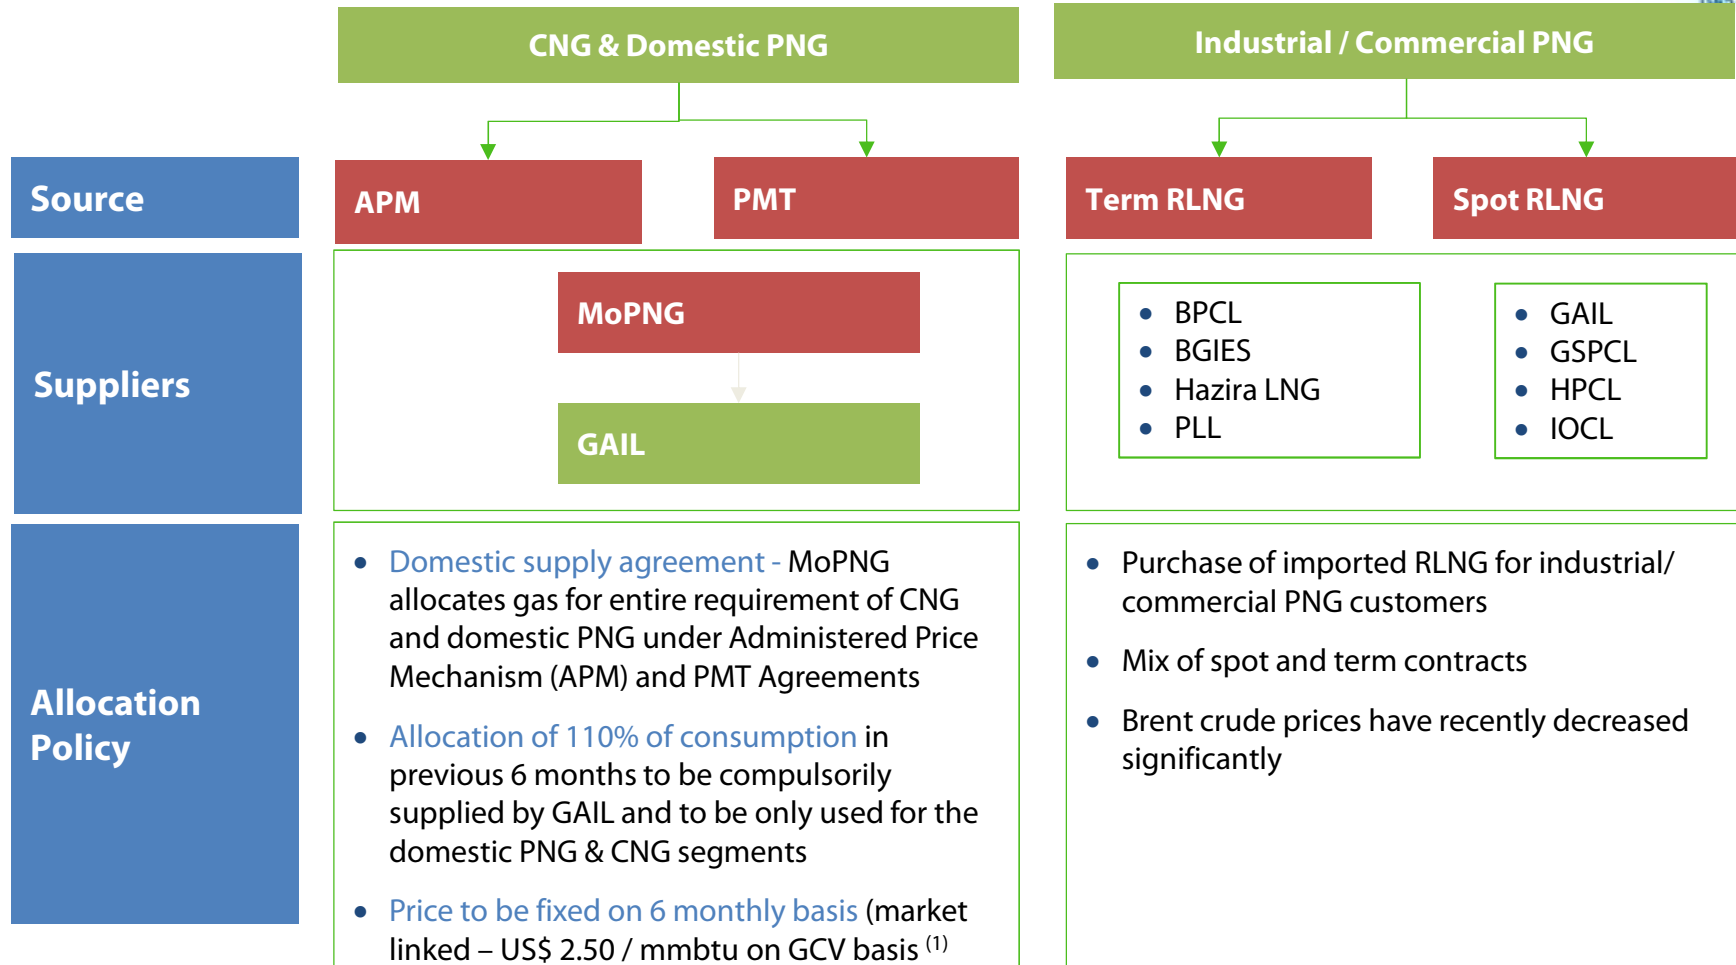 CNG & Domestic PNG
Industrial / Commercial PNG
Source
APM
PMT
Term RLNG
Spot RLNG
Suppliers
MoPNG
GAIL
• BPCL
• BGIES
• Hazira LNG
• PLL
• GAIL
• GSPCL
• HPCL
• IOCL
Allocation
Policy
• Domestic supply agreement - MoPNG
allocates gas for entire requirement of CNG
and domestic PNG under Administered Price
Mechanism (APM) and PMT Agreements
• Allocation of 110% of consumption in
previous 6 months to be compulsorily
supplied by GAIL and to be only used for the
domestic PNG & CNG segments
• Price to be fixed on 6 monthly basis (market
linked – US$ 2.50 / mmbtu on GCV basis (1)
• Purchase of imported RLNG for industrial/
commercial PNG customers
• Mix of spot and term contracts
• Brent crude prices have recently decreased
significantly